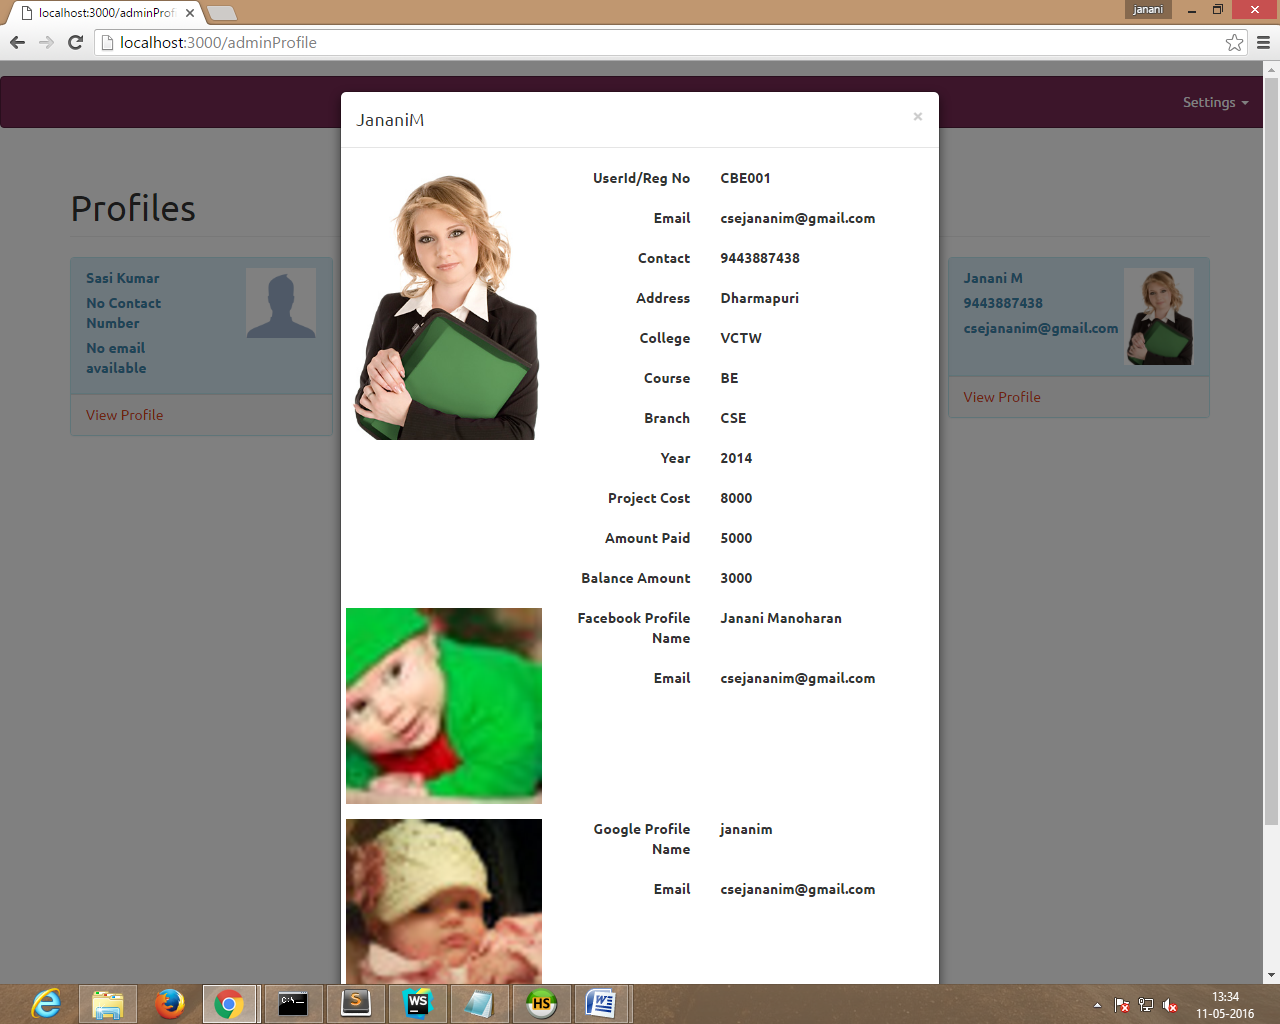 localhost:3000/adminProf
janani
localhost:3000/adminProfile
Settings
JananiM
×
Profiles
Sasi Kumar
No Contact
Number
No email
available
View Profile
UserId/Reg No CBE001
Email csejananim@gmail.com
Contact 9443887438
Address Dharmapuri
College VCTW
Course BE
Branch CSE
Year 2014
Project Cost 8000
Amount Paid 5000
Balance Amount 3000
Facebook Profile Janani Manoharan
Name
Email csejananim@gmail.com
Google Profile jananim
Name
Email csejananim@gmail.com
Janani M
9443887438
csejananim@gmail.com
View Profile
C:\.
S
WS
HS
W
13:34
11-05-2016